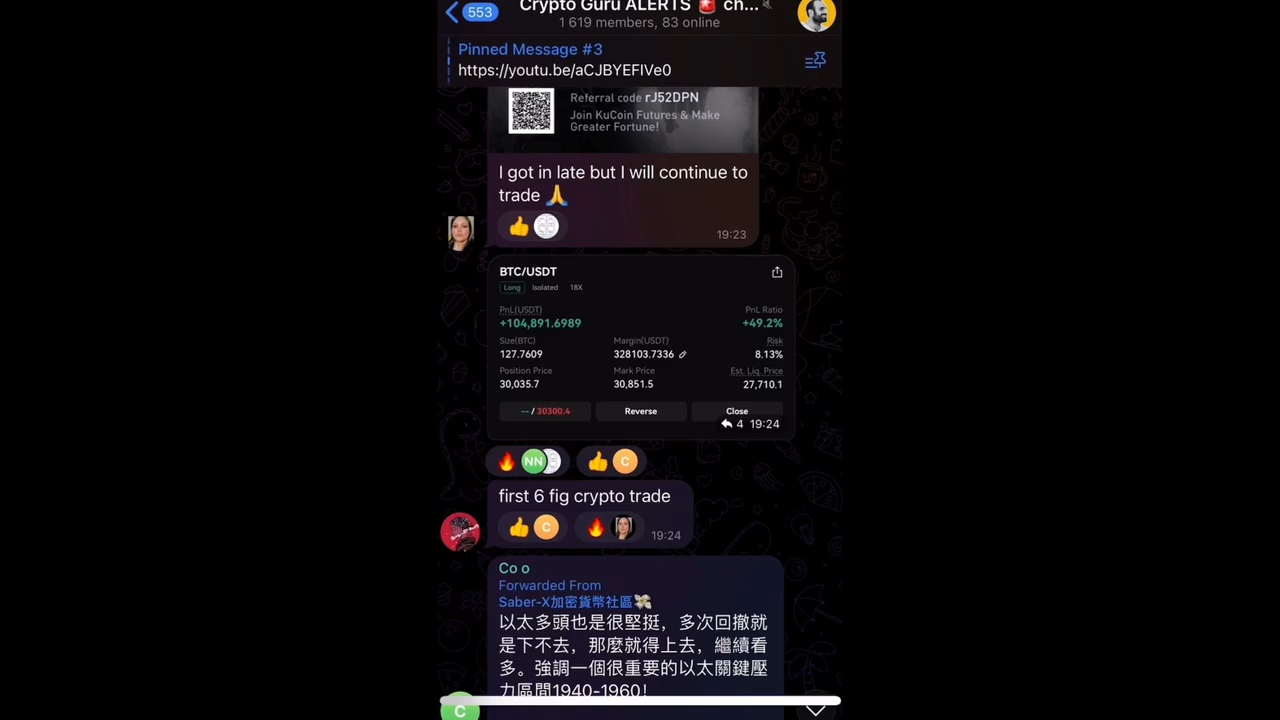 553
Crypto Guru ALERTS 🚨 ch...
1 619 members, 83 online
Pinned Message #3
https://youtu.be/aCJBYEFIVe0
Referral code rJ52DPN
Join KuCoin Futures & Make
Greater Fortune!
I got in late but I will continue to
trade 🙏
19:23
BTC/USDT
Long Isolated 18X
PnL(USDT) PnL Ratio
+104,891.6989 +49.2%
Size(BTC) Margin(USDT) Risk
127.7609 328103.7336 8.13%
Position Price Mark Price Est. Liq. Price
30,035.7 30,851.5 27,710.1
-- / 30300.4 Reverse Close
4 19:24
NN C
first 6 fig crypto trade
C 19:24
Co o
Forwarded From
Saber-X加密貨幣社區💸
以太多頭也是很堅挺，多次回撤就
是下不去，那麼就得上去，繼續看
多。強調一個很重要的以太關鍵壓
力區間1940-1960！
C